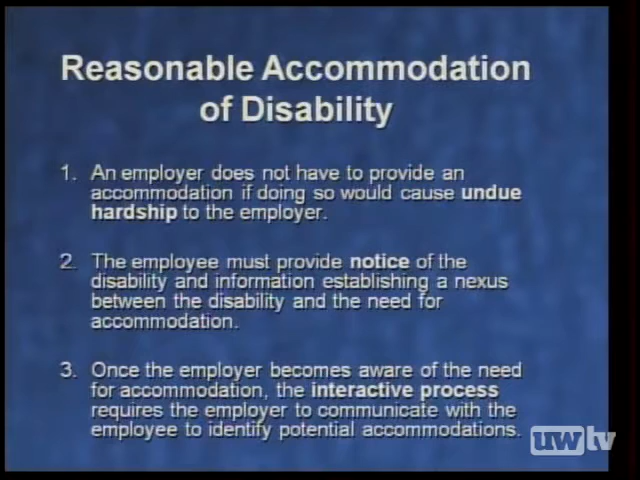 Reasonable Accommodation
of Disability
1. An employer does not have to provide an
accommodation if doing so would cause undue
hardship to the employer.
2. The employee must provide notice of the
disability and information establishing a nexus
between the disability and the need for
accommodation.
3. Once the employer becomes aware of the need
for accommodation, the interactive process
requires the employer to communicate with the
employee to identify potential accommodations.
uwtv